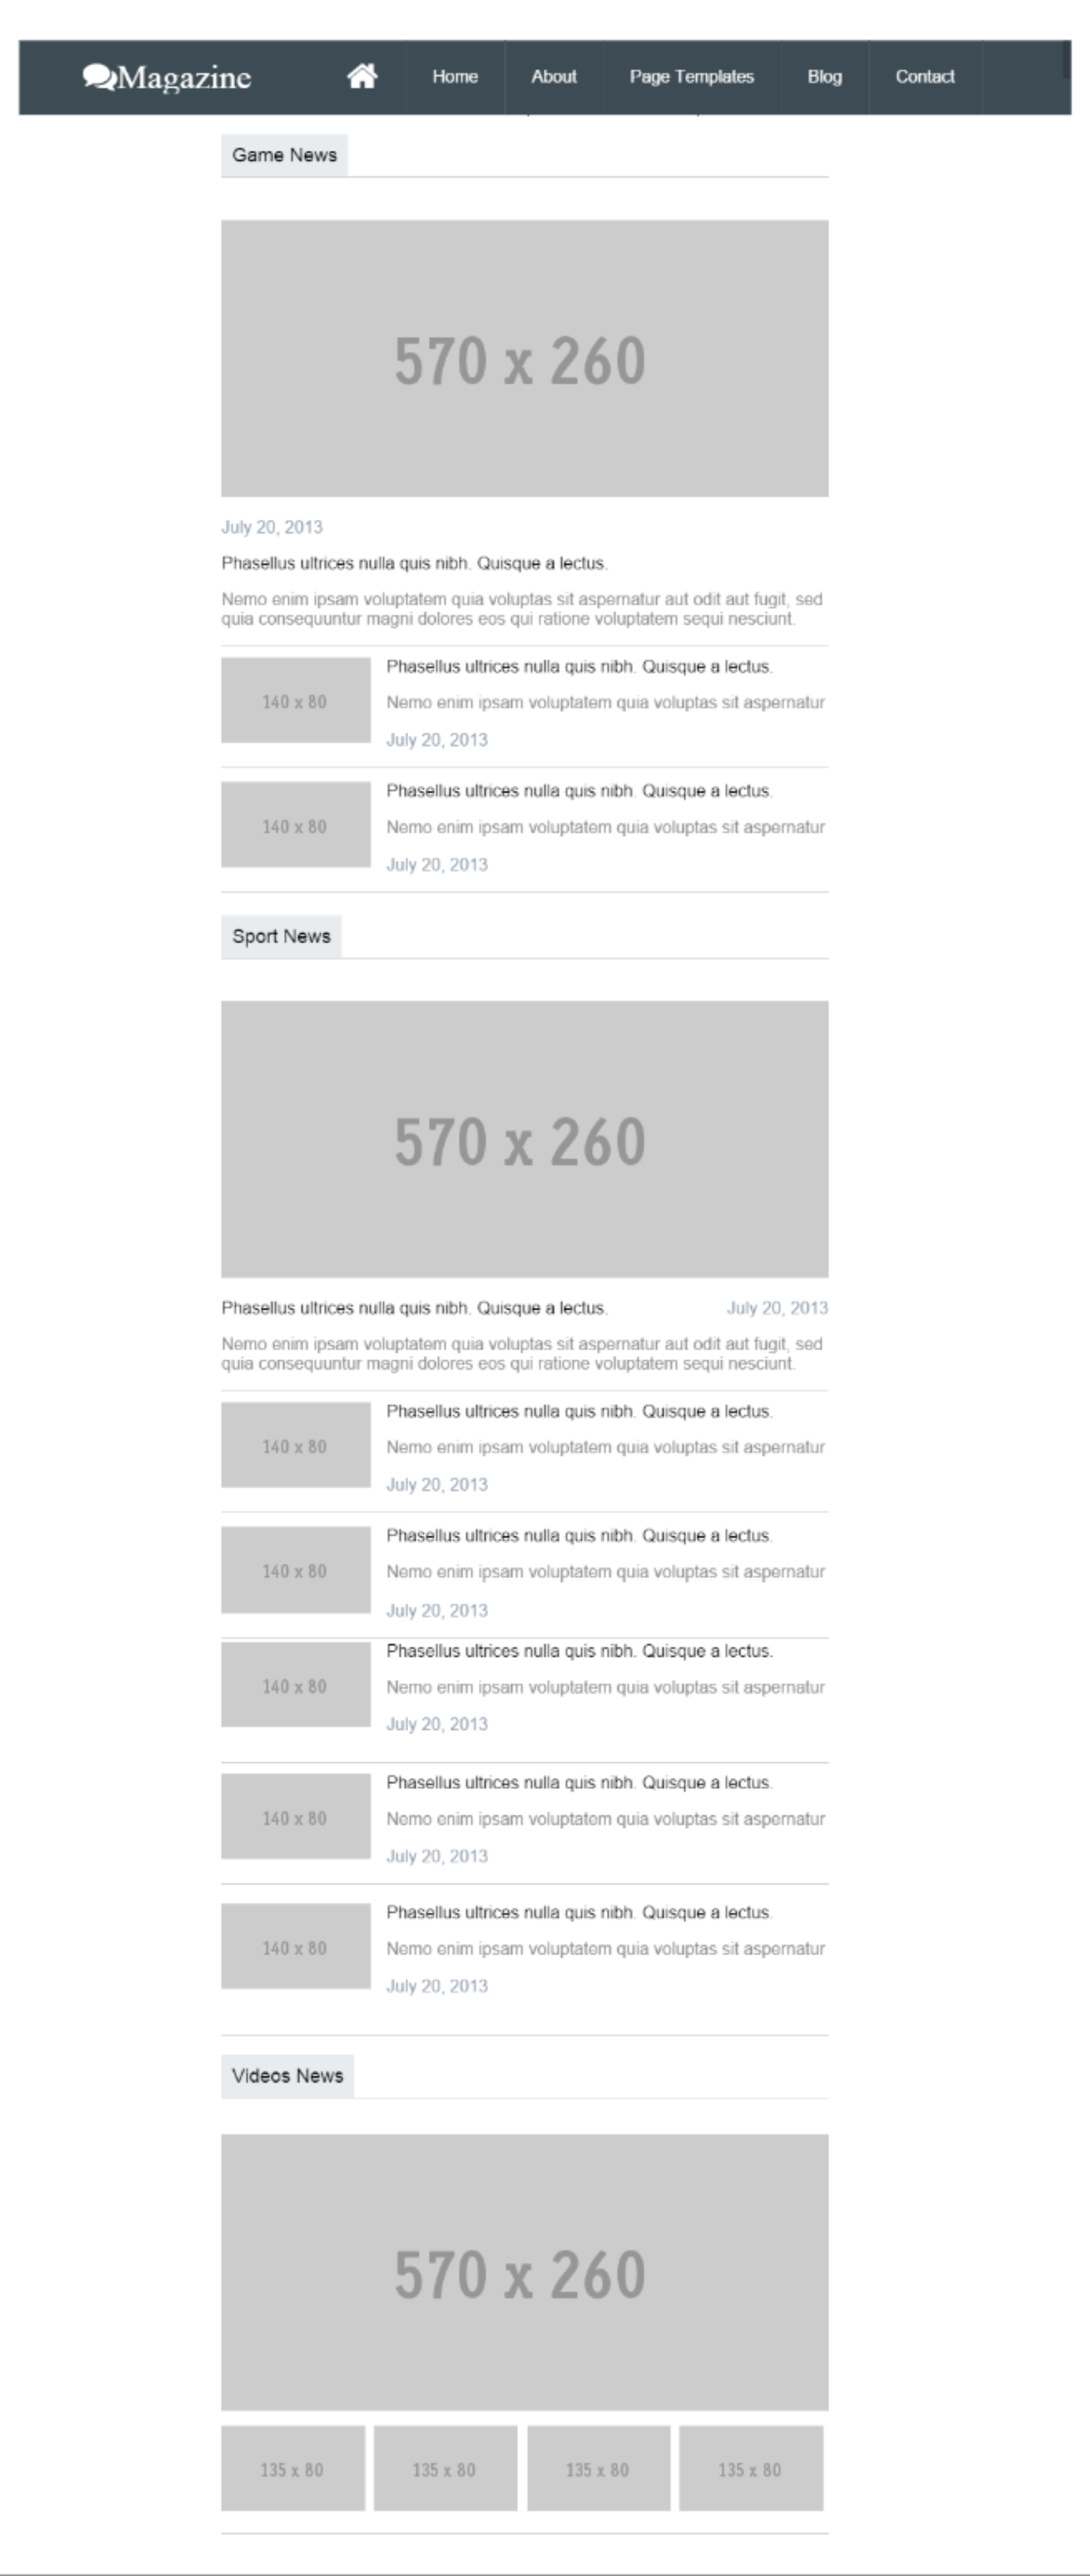 Magazine
Home About Page Templates Blog Contact
Game News
570 x 260
July 20, 2013
Phasellus ultrices nulla quis nibh. Quisque a lectus.
Nemo enim ipsam voluptatem quia voluptas sit aspernatur aut odit aut fugit, sed
quia consequuntur magni dolores eos qui ratione voluptatem sequi nesciunt.
140 x 80
Phasellus ultrices nulla quis nibh. Quisque a lectus.
Nemo enim ipsam voluptatem quia voluptas sit aspernatur
July 20, 2013
140 x 80
Phasellus ultrices nulla quis nibh. Quisque a lectus.
Nemo enim ipsam voluptatem quia voluptas sit aspernatur
July 20, 2013
Sport News
570 x 260
Phasellus ultrices nulla quis nibh. Quisque a lectus. July 20, 2013
Nemo enim ipsam voluptatem quia voluptas sit aspernatur aut odit aut fugit, sed
quia consequuntur magni dolores eos qui ratione voluptatem sequi nesciunt.
140 x 80
Phasellus ultrices nulla quis nibh. Quisque a lectus.
Nemo enim ipsam voluptatem quia voluptas sit aspernatur
July 20, 2013
140 x 80
Phasellus ultrices nulla quis nibh. Quisque a lectus.
Nemo enim ipsam voluptatem quia voluptas sit aspernatur
July 20, 2013
140 x 80
Phasellus ultrices nulla quis nibh. Quisque a lectus.
Nemo enim ipsam voluptatem quia voluptas sit aspernatur
July 20, 2013
140 x 80
Phasellus ultrices nulla quis nibh. Quisque a lectus.
Nemo enim ipsam voluptatem quia voluptas sit aspernatur
July 20, 2013
140 x 80
Phasellus ultrices nulla quis nibh. Quisque a lectus.
Nemo enim ipsam voluptatem quia voluptas sit aspernatur
July 20, 2013
Videos News
570 x 260
135 x 80 135 x 80 135 x 80 135 x 80